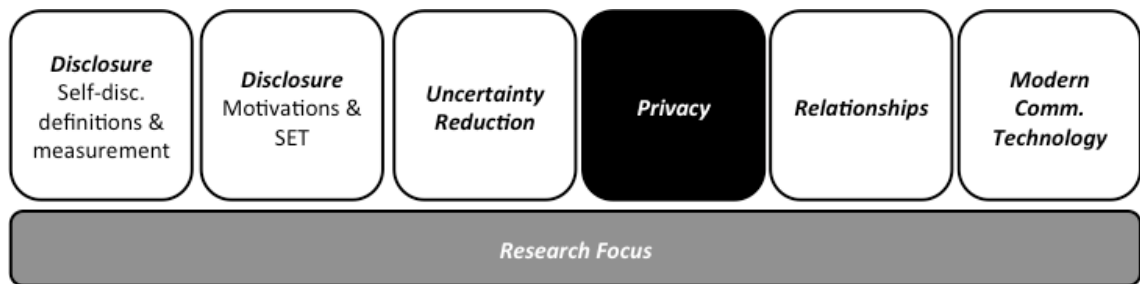 Disclosure
Self-disc.
definitions &
measurement
Disclosure
Motivations &
SET
Uncertainty
Reduction
Privacy
Relationships
Modern
Comm.
Technology
Research Focus